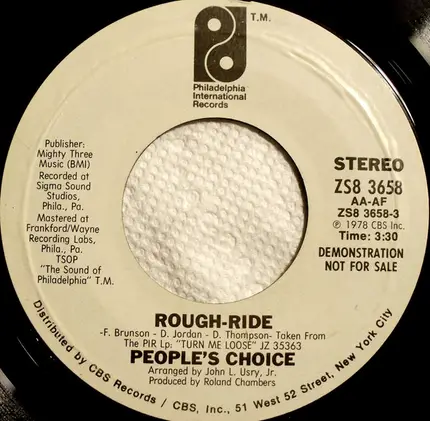 T.M.
Philadelphia
International
Records
Publisher:
Mighty Three
Music (BMI)
Recorded at
Sigma Sound
Studios,
Phila., Pa.
Mastered at
Frankford/Wayne
Recording Labs,
Phila., Pa.
TSOP
"The Sound of
Philadelphia" T.M.
STEREO
ZS8 3658
AA-AF
ZS8 3658-3
Ⓟ 1978 CBS Inc.
Time: 3:30
DEMONSTRATION
NOT FOR SALE
ROUGH-RIDE
-F. Brunson - D. Jordan - D. Thompson- Taken From
The PIR Lp: "TURN ME LOOSE" JZ 35363
PEOPLE'S CHOICE
Arranged by John L. Usry, Jr.
Produced by Roland Chambers
Distributed by CBS Records / CBS, Inc., 51 West 52 Street, New York City